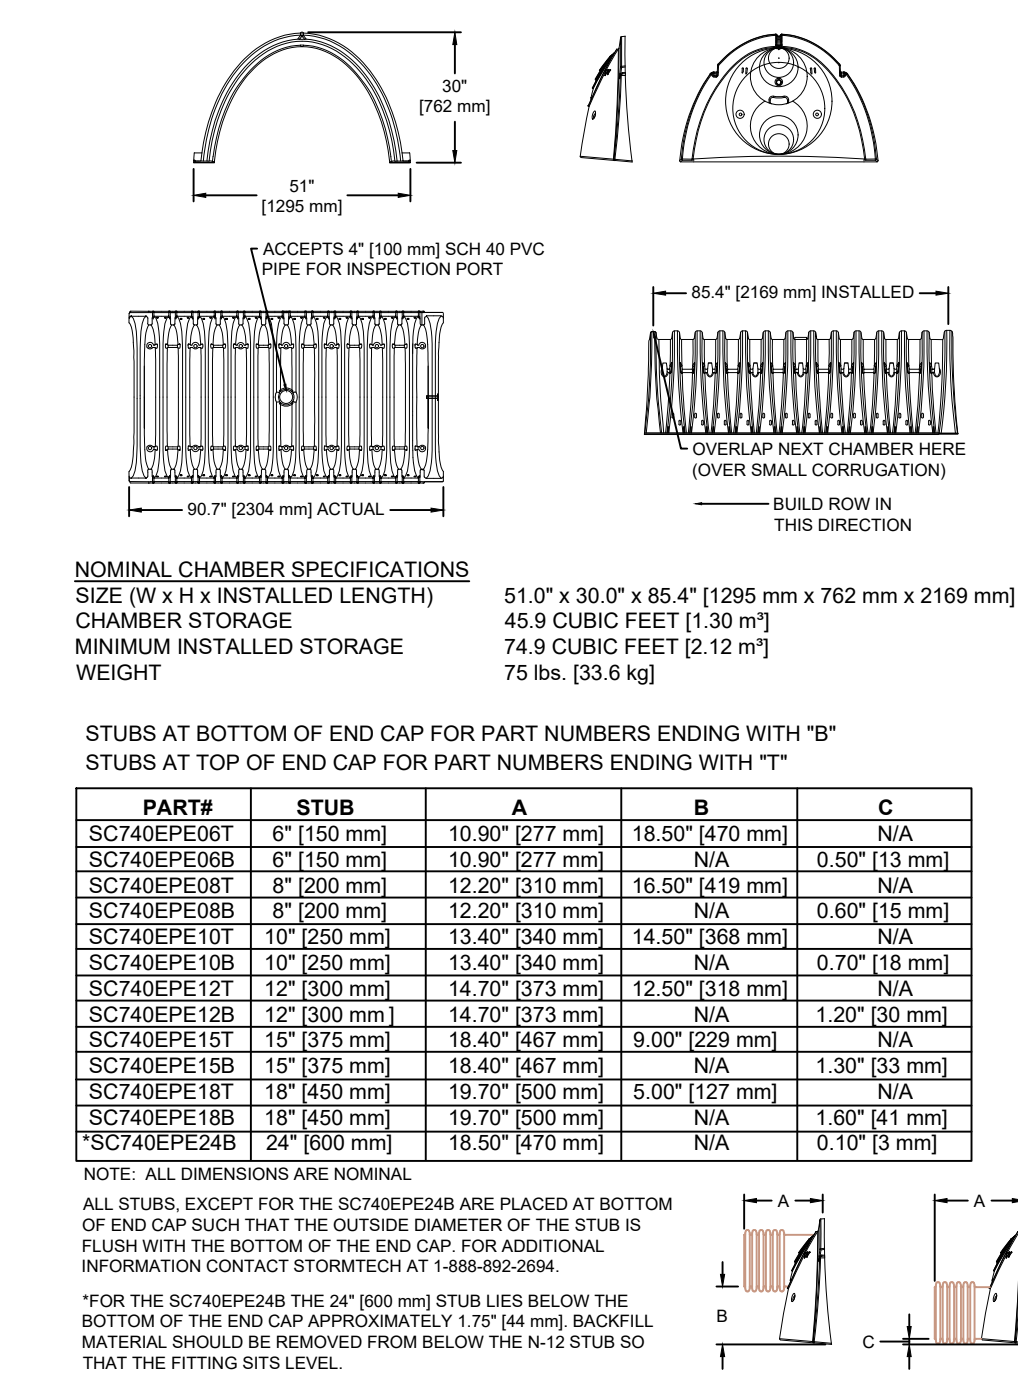 30"
[762 mm]
51"
[1295 mm]
ACCEPTS 4" [100 mm] SCH 40 PVC
PIPE FOR INSPECTION PORT
90.7" [2304 mm] ACTUAL
85.4" [2169 mm] INSTALLED
OVERLAP NEXT CHAMBER HERE
(OVER SMALL CORRUGATION)
BUILD ROW IN
THIS DIRECTION
NOMINAL CHAMBER SPECIFICATIONS
SIZE (W x H x INSTALLED LENGTH) 51.0" x 30.0" x 85.4" [1295 mm x 762 mm x 2169 mm]
CHAMBER STORAGE 45.9 CUBIC FEET [1.30 m³]
MINIMUM INSTALLED STORAGE 74.9 CUBIC FEET [2.12 m³]
WEIGHT 75 lbs. [33.6 kg]
STUBS AT BOTTOM OF END CAP FOR PART NUMBERS ENDING WITH "B"
STUBS AT TOP OF END CAP FOR PART NUMBERS ENDING WITH "T"
PART# STUB A B C
SC740EPE06T 6" [150 mm] 10.90" [277 mm] 18.50" [470 mm] N/A
SC740EPE06B 6" [150 mm] 10.90" [277 mm] N/A 0.50" [13 mm]
SC740EPE08T 8" [200 mm] 12.20" [310 mm] 16.50" [419 mm] N/A
SC740EPE08B 8" [200 mm] 12.20" [310 mm] N/A 0.60" [15 mm]
SC740EPE10T 10" [250 mm] 13.40" [340 mm] 14.50" [368 mm] N/A
SC740EPE10B 10" [250 mm] 13.40" [340 mm] N/A 0.70" [18 mm]
SC740EPE12T 12" [300 mm] 14.70" [373 mm] 12.50" [318 mm] N/A
SC740EPE12B 12" [300 mm ] 14.70" [373 mm] N/A 1.20" [30 mm]
SC740EPE15T 15" [375 mm] 18.40" [467 mm] 9.00" [229 mm] N/A
SC740EPE15B 15" [375 mm] 18.40" [467 mm] N/A 1.30" [33 mm]
SC740EPE18T 18" [450 mm] 19.70" [500 mm] 5.00" [127 mm] N/A
SC740EPE18B 18" [450 mm] 19.70" [500 mm] N/A 1.60" [41 mm]
*SC740EPE24B 24" [600 mm] 18.50" [470 mm] N/A 0.10" [3 mm]
NOTE: ALL DIMENSIONS ARE NOMINAL
ALL STUBS, EXCEPT FOR THE SC740EPE24B ARE PLACED AT BOTTOM
OF END CAP SUCH THAT THE OUTSIDE DIAMETER OF THE STUB IS
FLUSH WITH THE BOTTOM OF THE END CAP. FOR ADDITIONAL
INFORMATION CONTACT STORMTECH AT 1-888-892-2694.
*FOR THE SC740EPE24B THE 24" [600 mm] STUB LIES BELOW THE
BOTTOM OF THE END CAP APPROXIMATELY 1.75" [44 mm]. BACKFILL
MATERIAL SHOULD BE REMOVED FROM BELOW THE N-12 STUB SO
THAT THE FITTING SITS LEVEL.
A
B
A
C